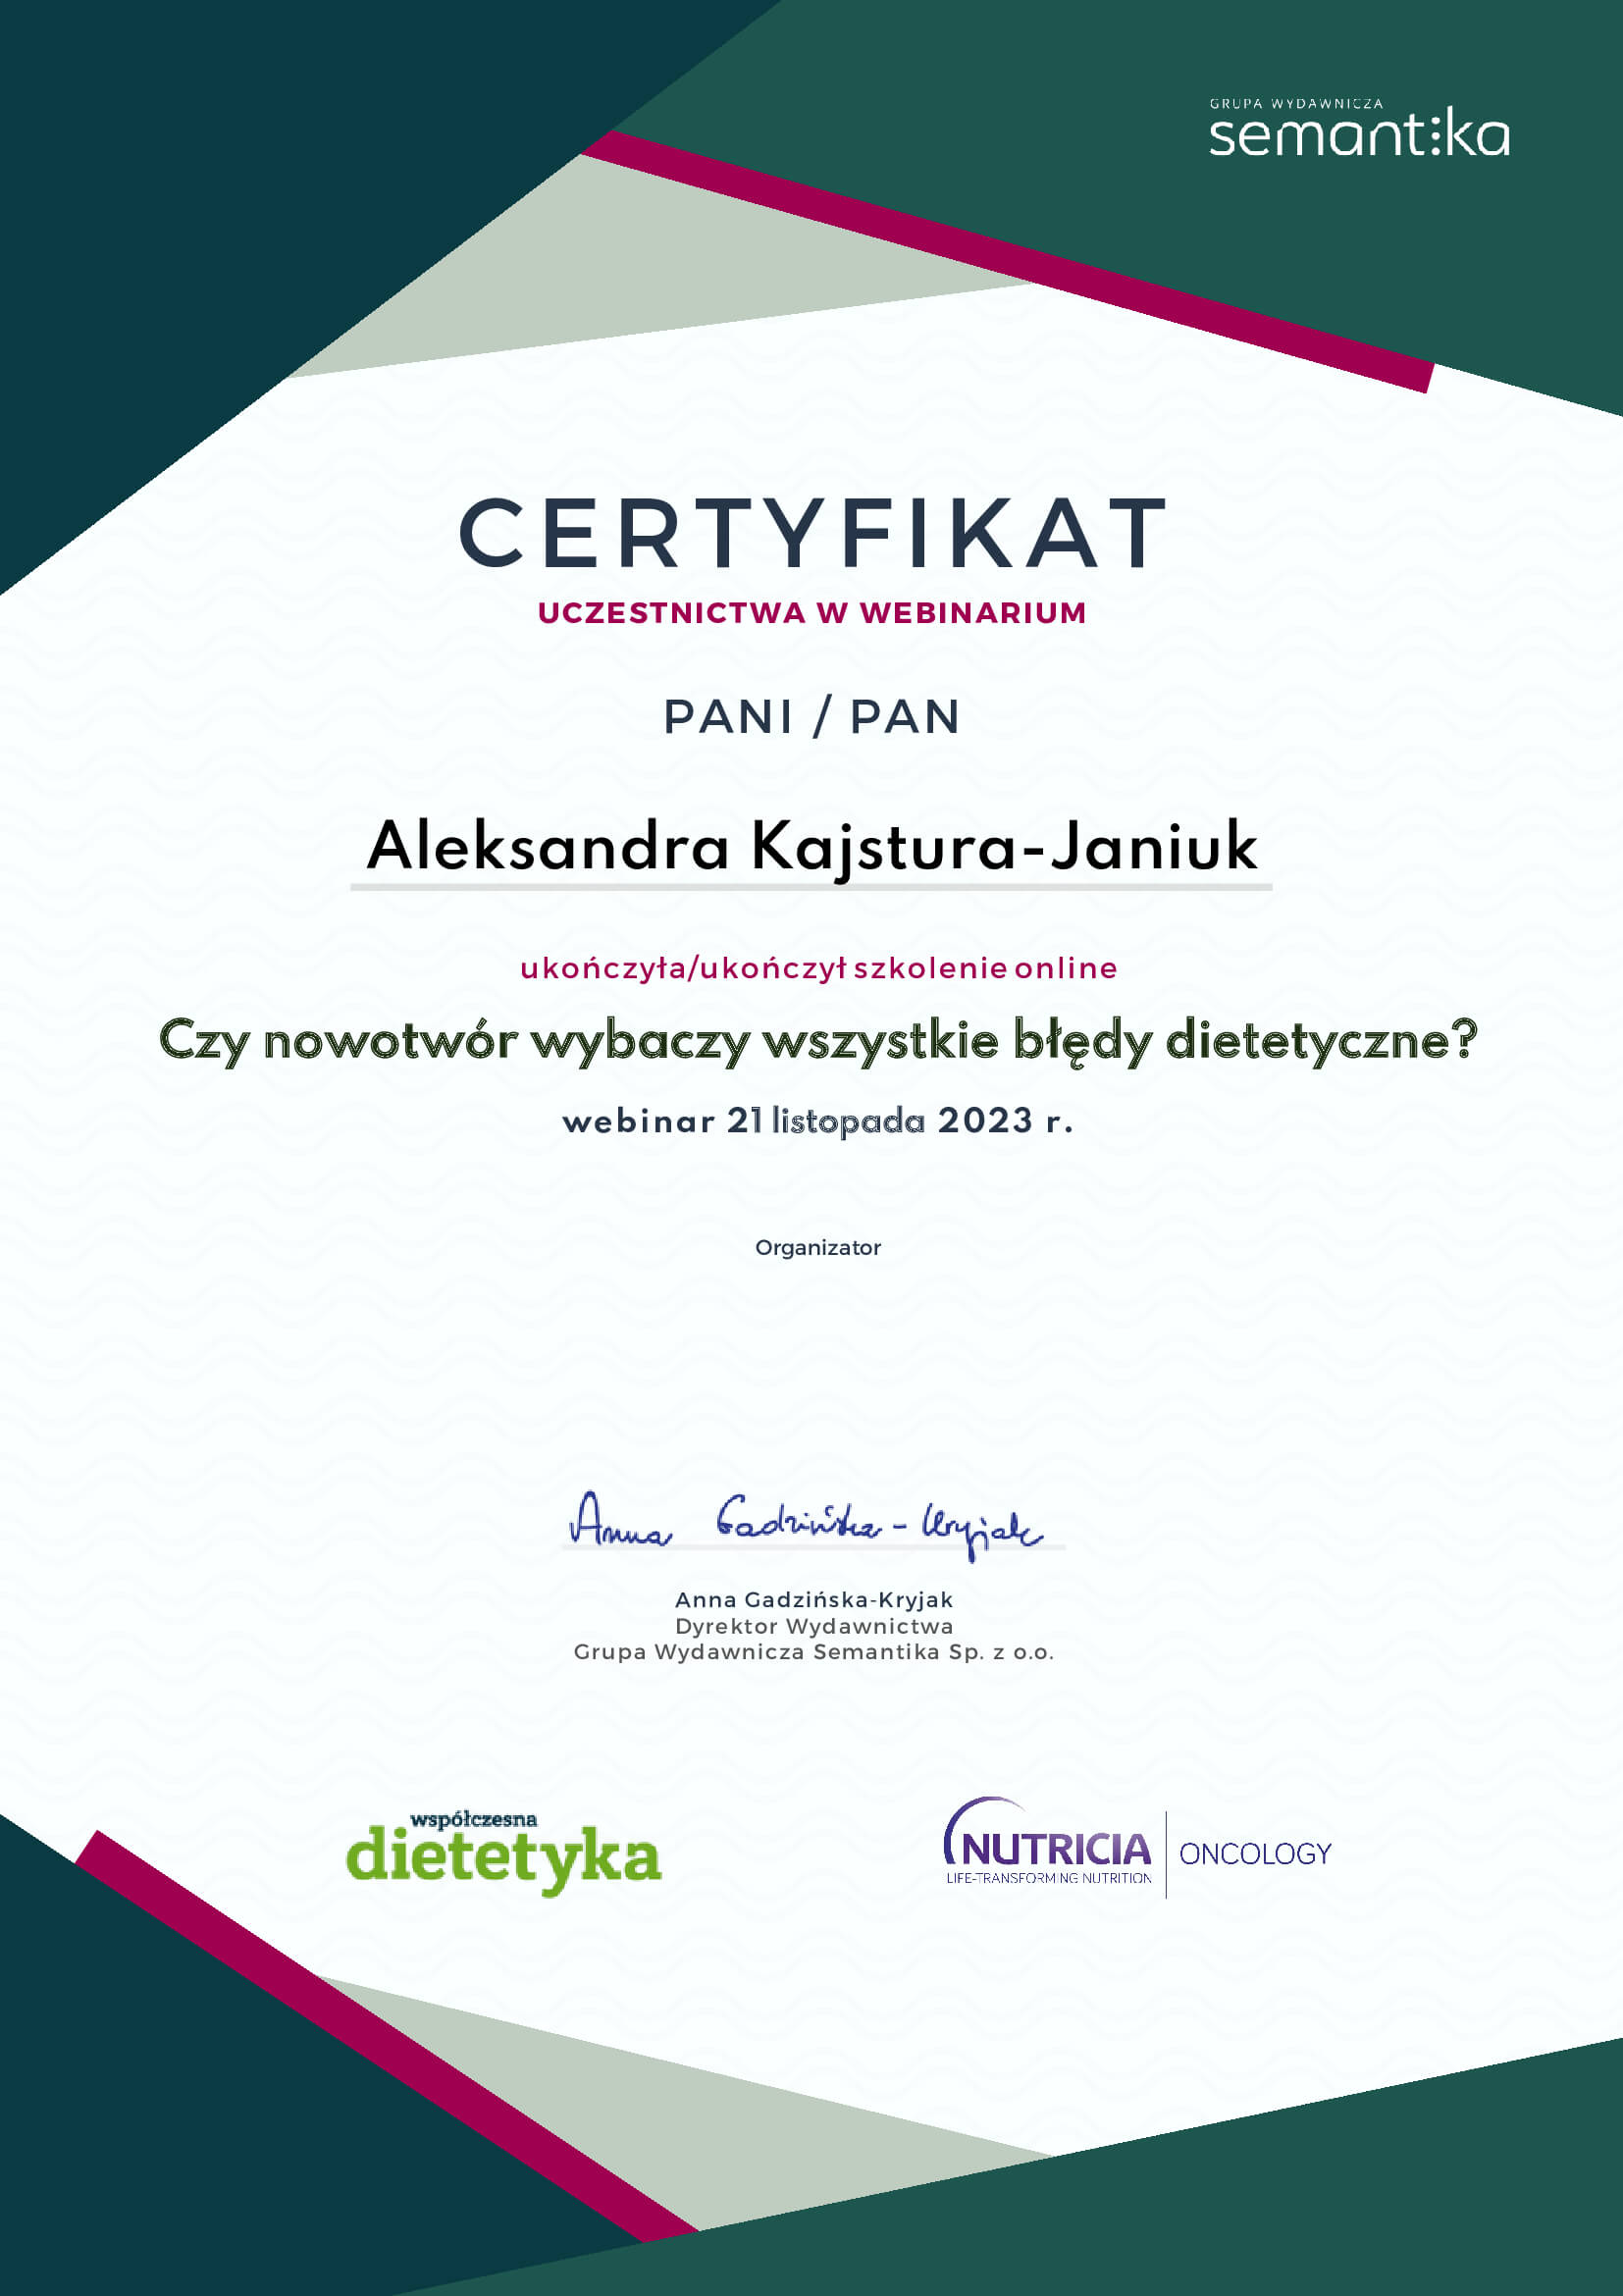 GRUPA WYDAWNICZA
semant:ka
CERTYFIKAT
UCZESTNICTWA W WEBINARIUM
PANI / PAN
Aleksandra Kajstura-Janiuk
ukończyła/ukończył szkolenie online
Czy nowotwór wybaczy wszystkie błędy dietetyczne?
webinar 21 listopada 2023 r.
Organizator
Anna Gadzińska-Kryjak
Anna Gadzińska-Kryjak
Dyrektor Wydawnictwa
Grupa Wydawnicza Semantika Sp. z o.o.
współczesna
dietetyka
NUTRICIA
LIFE-TRANSFORMING NUTRITION
ONCOLOGY